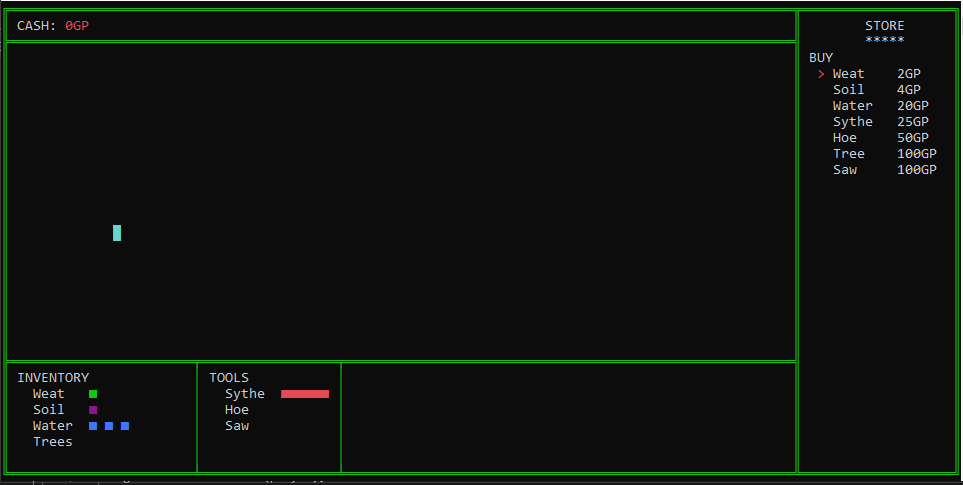 CASH: 0GP
STORE
*****
BUY
> Weat 2GP
Soil 4GP
Water 20GP
Sythe 25GP
Hoe 50GP
Tree 100GP
Saw 100GP
INVENTORY
Weat
Soil
Water
Trees
TOOLS
Sythe
Hoe
Saw